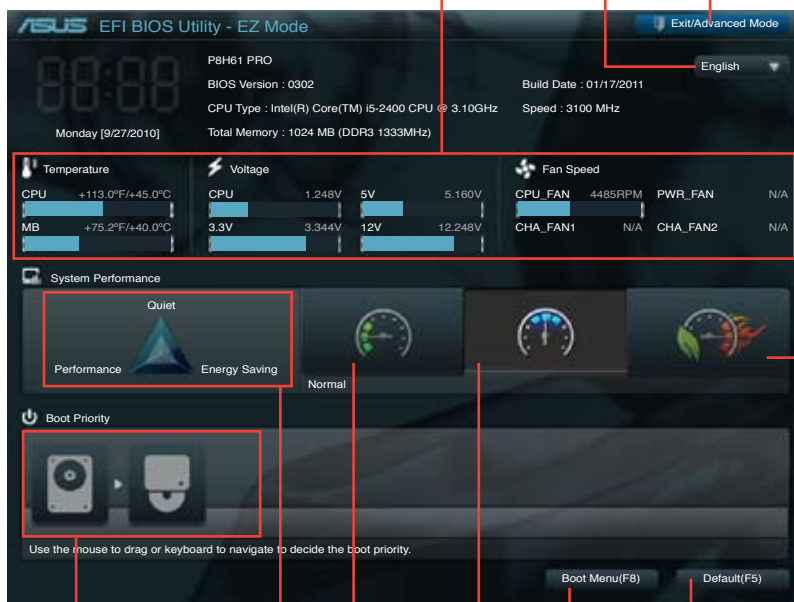 ASUS EFI BIOS Utility - EZ Mode
Exit/Advanced Mode
English
88:88
Monday [9/27/2010]
P8H61 PRO
BIOS Version : 0302
Build Date : 01/17/2011
CPU Type : Intel(R) Core(TM) i5-2400 CPU @ 3.10GHz
Speed : 3100 MHz
Total Memory : 1024 MB (DDR3 1333MHz)
Temperature
CPU +113.0°F/+45.0°C
MB +75.2°F/+40.0°C
Voltage
CPU 1.248V 5V 5.160V
3.3V 3.344V 12V 12.248V
Fan Speed
CPU_FAN 4485RPM PWR_FAN N/A
CHA_FAN1 N/A CHA_FAN2 N/A
System Performance
Quiet
Performance
Energy Saving
Normal
Boot Priority
Use the mouse to drag or keyboard to navigate to decide the boot priority.
Boot Menu(F8)
Default(F5)